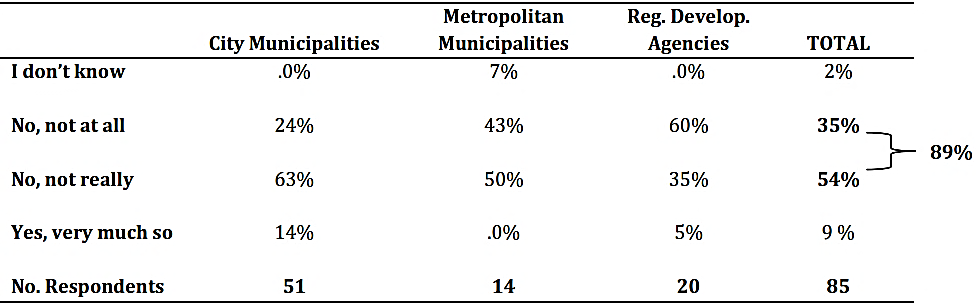 Metropolitan Reg. Develop.
City Municipalities Municipalities Agencies TOTAL
I don't know .0% 7% .0% 2%
No, not at all 24% 43% 60% 35%
89%
No, not really 63% 50% 35% 54%
Yes, very much so 14% .0% 5% 9 %
No. Respondents 51 14 20 85